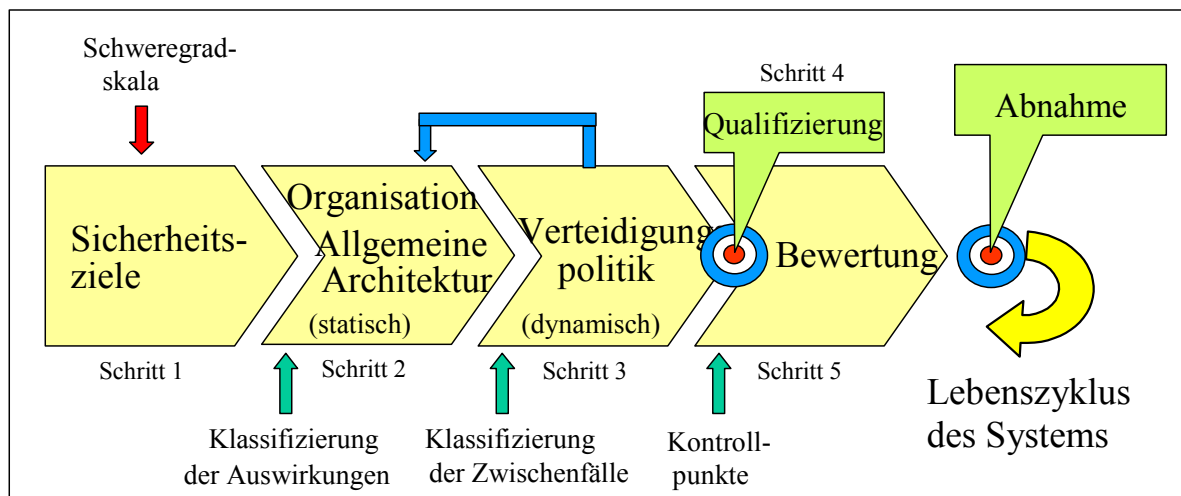 Schweregrad-
skala
Sicherheits-
ziele
Schritt 1
Organisation
Allgemeine
Architektur
(statisch)
Schritt 2
Klassifizierung
der Auswirkungen
Verteidigung
politik
(dynamisch)
Schritt 3
Klassifizierung
der Zwischenfälle
Schritt 4
Qualifizierung
Bewertung
Schritt 5
Kontroll-
punkte
Abnahme
Lebenszyklus
des Systems